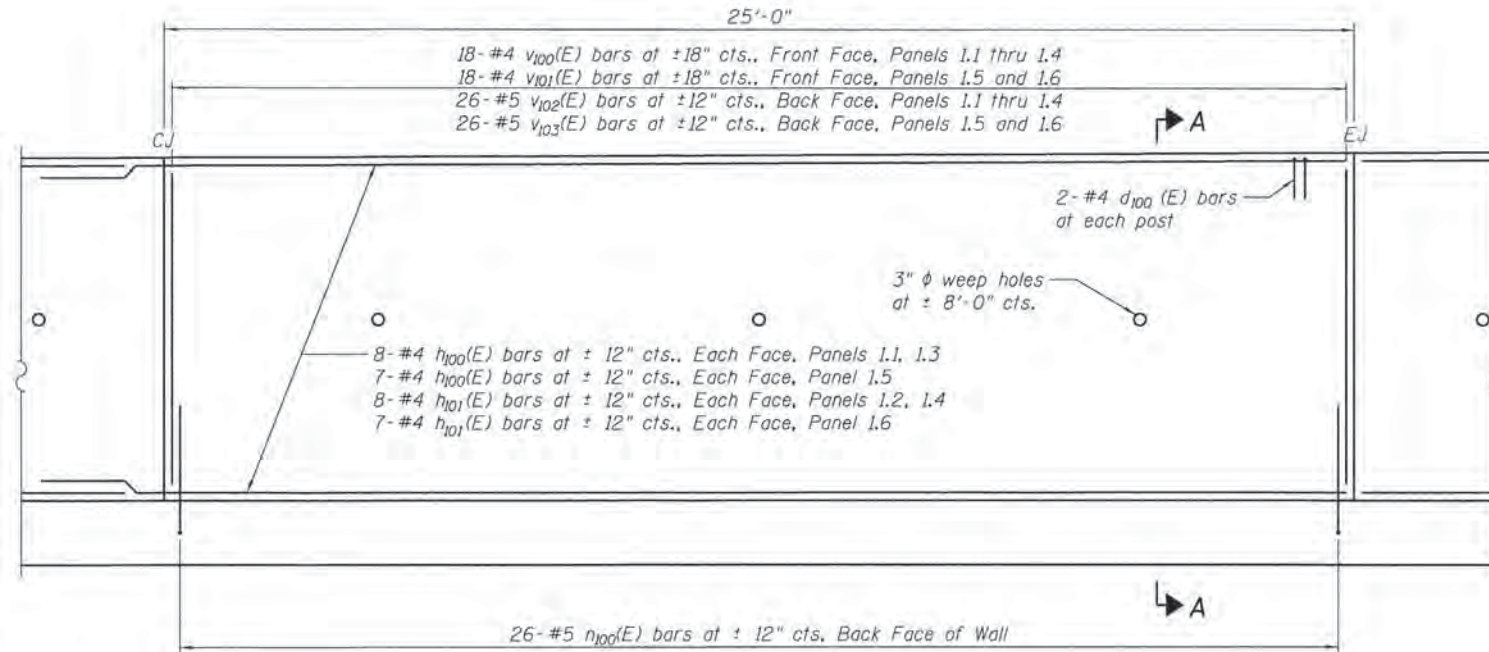 25'-0"
18-#4 v100(E) bars at ±18" cts., Front Face, Panels 1.1 thru 1.4
18-#4 v101(E) bars at ±18" cts., Front Face, Panels 1.5 and 1.6
26-#5 v102(E) bars at ±12" cts., Back Face, Panels 1.1 thru 1.4
26-#5 v103(E) bars at ±12" cts., Back Face, Panels 1.5 and 1.6
A
CJ
EJ
2-#4 d100 (E) bars
at each post
3" ϕ weep holes
at ± 8'-0" cts.
8-#4 h100(E) bars at ± 12" cts., Each Face, Panels 1.1, 1.3
7-#4 h100(E) bars at ± 12" cts., Each Face, Panel 1.5
8-#4 h101(E) bars at ± 12" cts., Each Face, Panels 1.2, 1.4
7-#4 h101(E) bars at ± 12" cts., Each Face, Panel 1.6
A
26-#5 n100(E) bars at ± 12" cts. Back Face of Wall